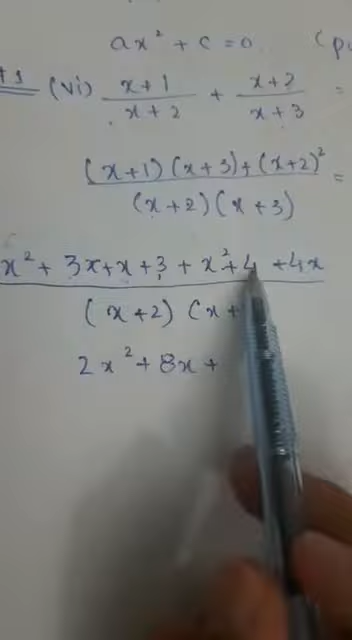 ax² + c = 0
(vi) x+1/x+2 + x+2/x+3 =
(x+1)(x+3)+(x+2)²/(x+2)(x+3) =
x² + 3x+x+3+x²+4+4x/(x+2)(x+
2x²+8x+